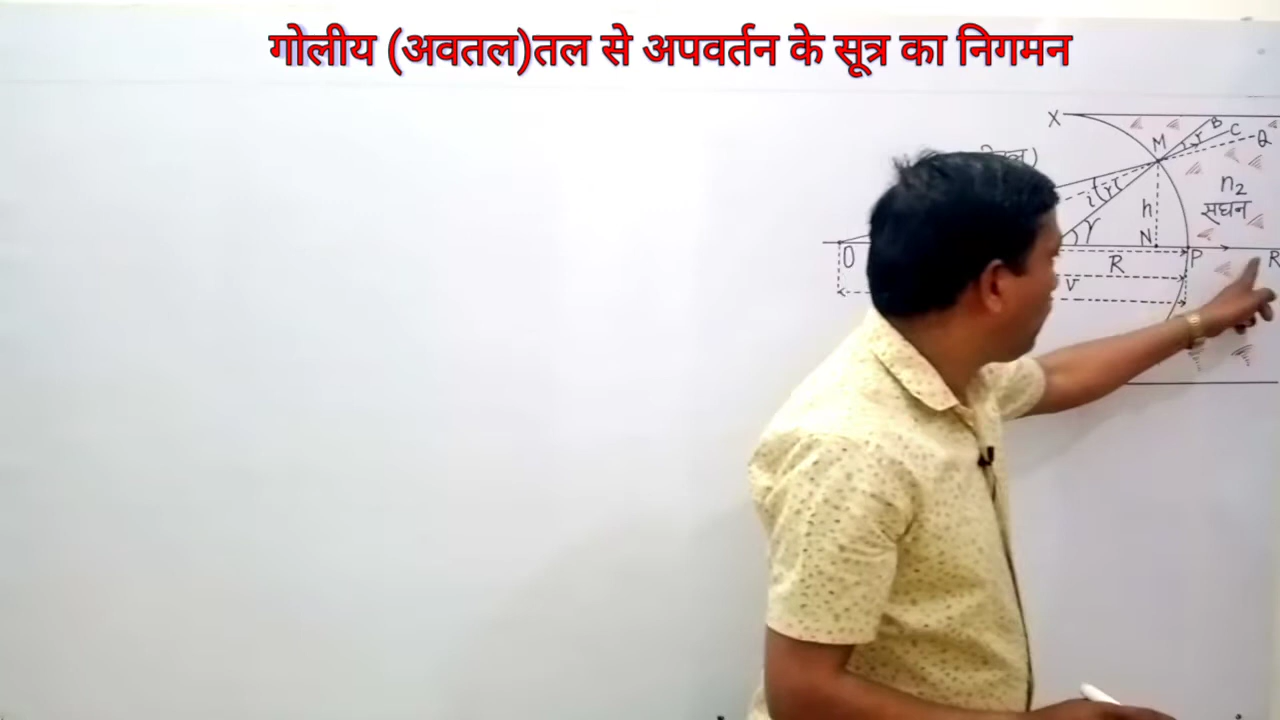 गोलीय (अवतल)तल से अपवर्तन के सूत्र का निगमन
X
M
B
C
Q
r
i
r
h
n2
सघन
γ
N
O
P
R
R
v